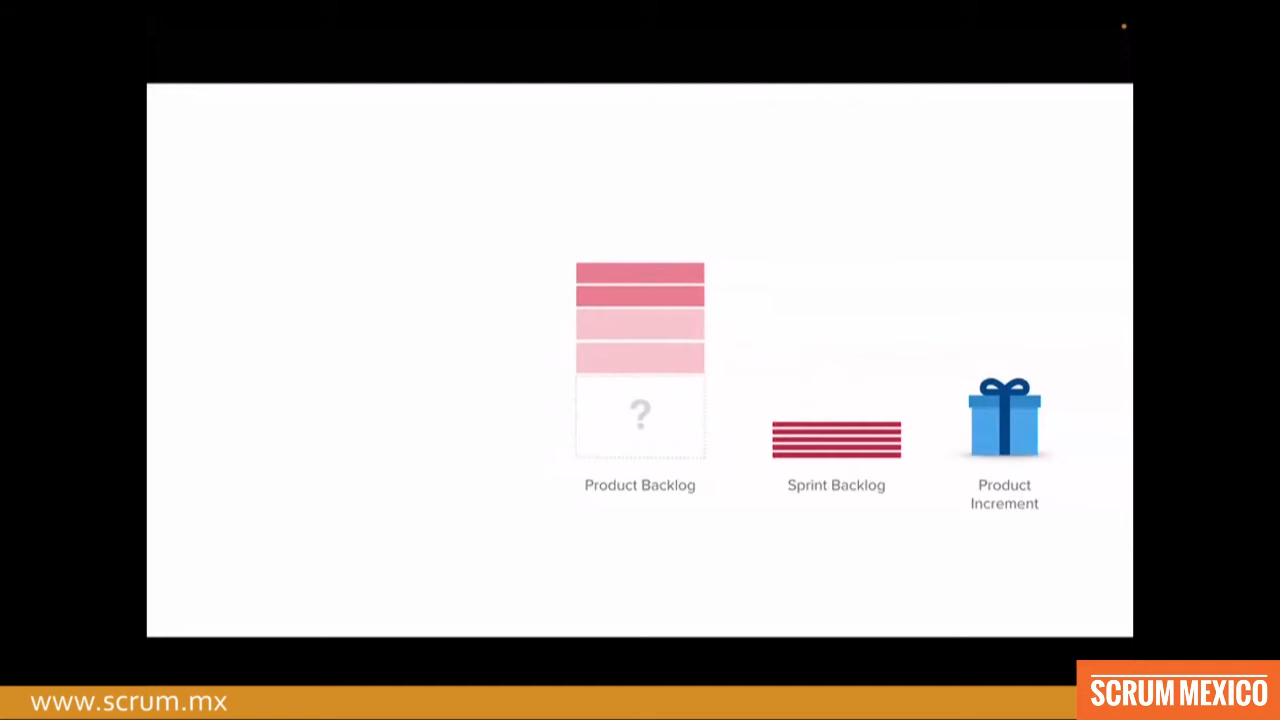 ?
Product Backlog
Sprint Backlog
Product
Increment
www.scrum.mx
SCRUM MEXICO